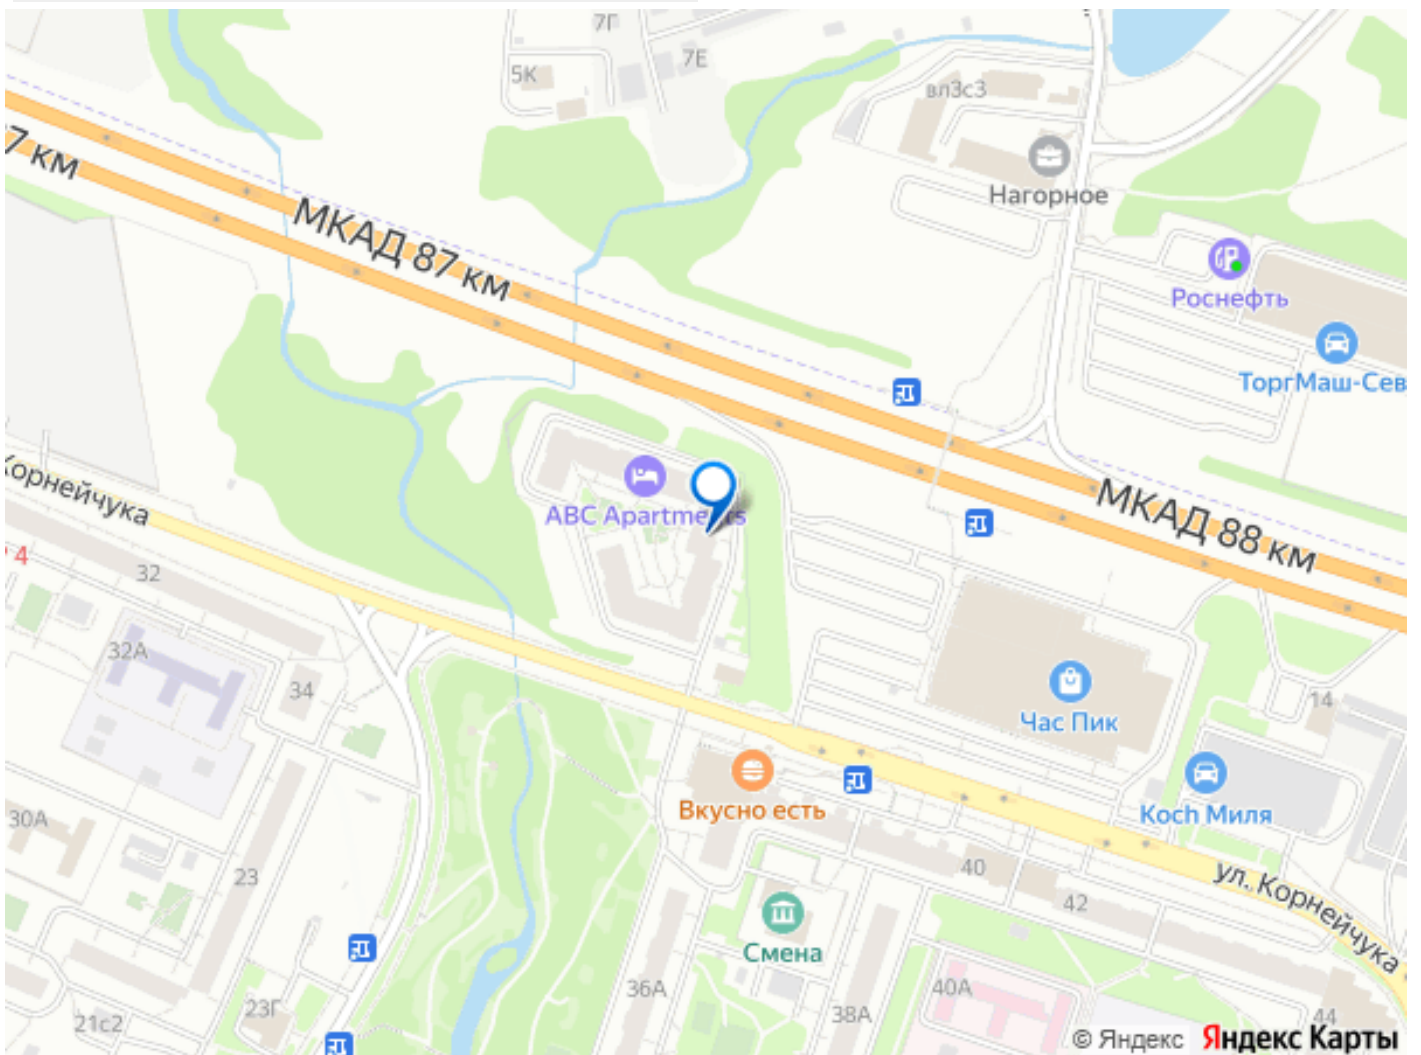 7Г
7Е
5К
вл3с3
7 км
МКАД 87 км
Нагорное
Роснефть
ТоргМаш-Сев
Корнейчука
ABC Apartments
МКАД 88 км
4
32
32А
34
14
Час Пик
Вкусно есть
Koch Миля
30А
23
40
42
ул. Корнейчука
Смена
36А
38А
40А
44
23Г
21с2
© Яндекс Яндекс Карты